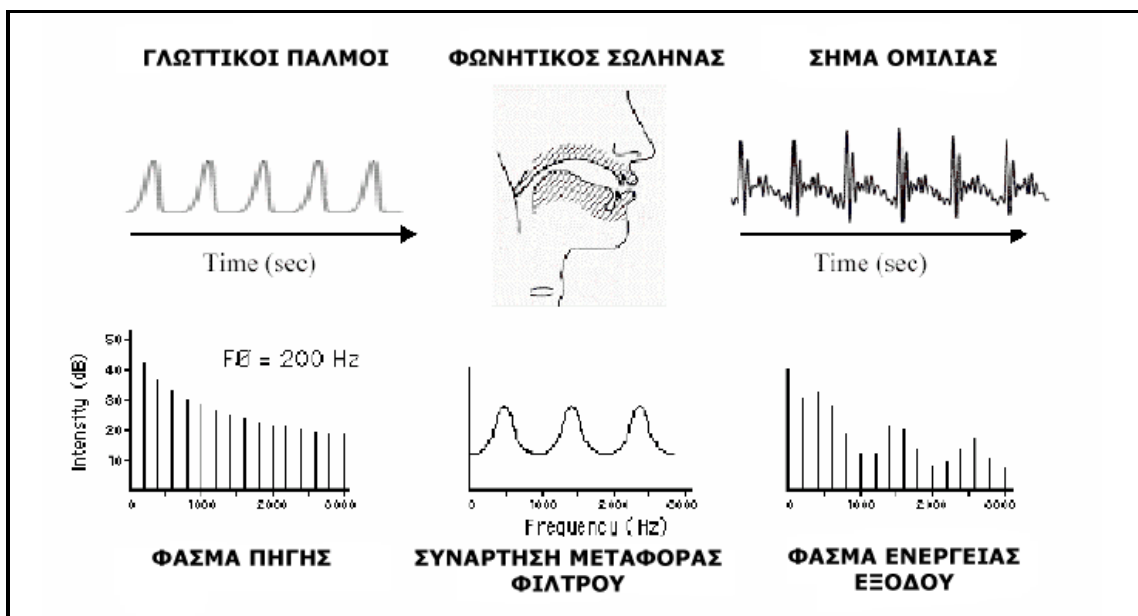 ΓΛΩΤΤΙΚΟΙ ΠΑΛΜΟΙ
ΦΩΝΗΤΙΚΟΣ ΣΩΛΗΝΑΣ
ΣΗΜΑ ΟΜΙΛΙΑΣ
Time (sec)
Time (sec)
Intensity (dB)
50
40
30
20
10
F0 = 200 Hz
0 1000 2000 3000
0 1000 2000 3000
Frequency (Hz)
0 1000 2000 3000
ΦΑΣΜΑ ΠΗΓΗΣ
ΣΥΝΑΡΤΗΣΗ ΜΕΤΑΦΟΡΑΣ
ΦΙΛΤΡΟΥ
ΦΑΣΜΑ ΕΝΕΡΓΕΙΑΣ
ΕΞΟΔΟΥ